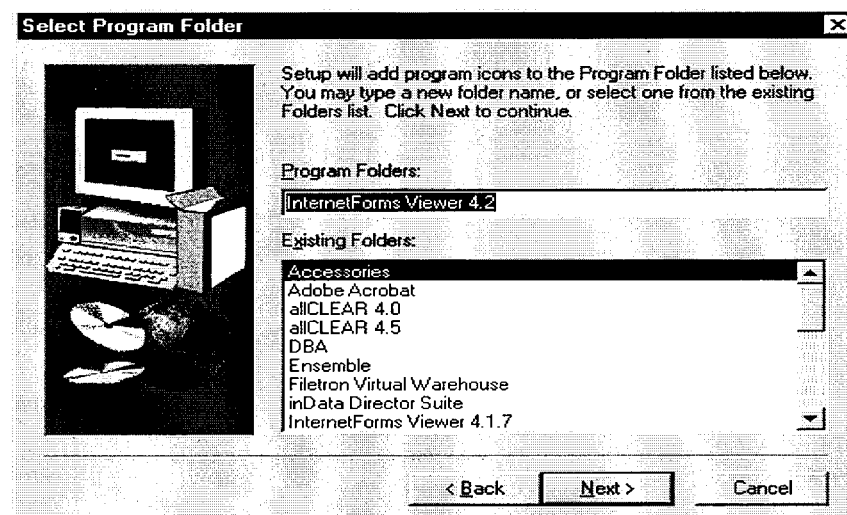 Select Program Folder
Setup will add program icons to the Program Folder listed below.
You may type a new folder name, or select one from the existing
Folders list. Click Next to continue.
Program Folders:
InternetForms Viewer 4.2
Existing Folders:
Accessories
Adobe Acrobat
allCLEAR 4.0
allCLEAR 4.5
DBA
Ensemble
Filetron Virtual Warehouse
inData Director Suite
InternetForms Viewer 4.1.7
< Back
Next >
Cancel